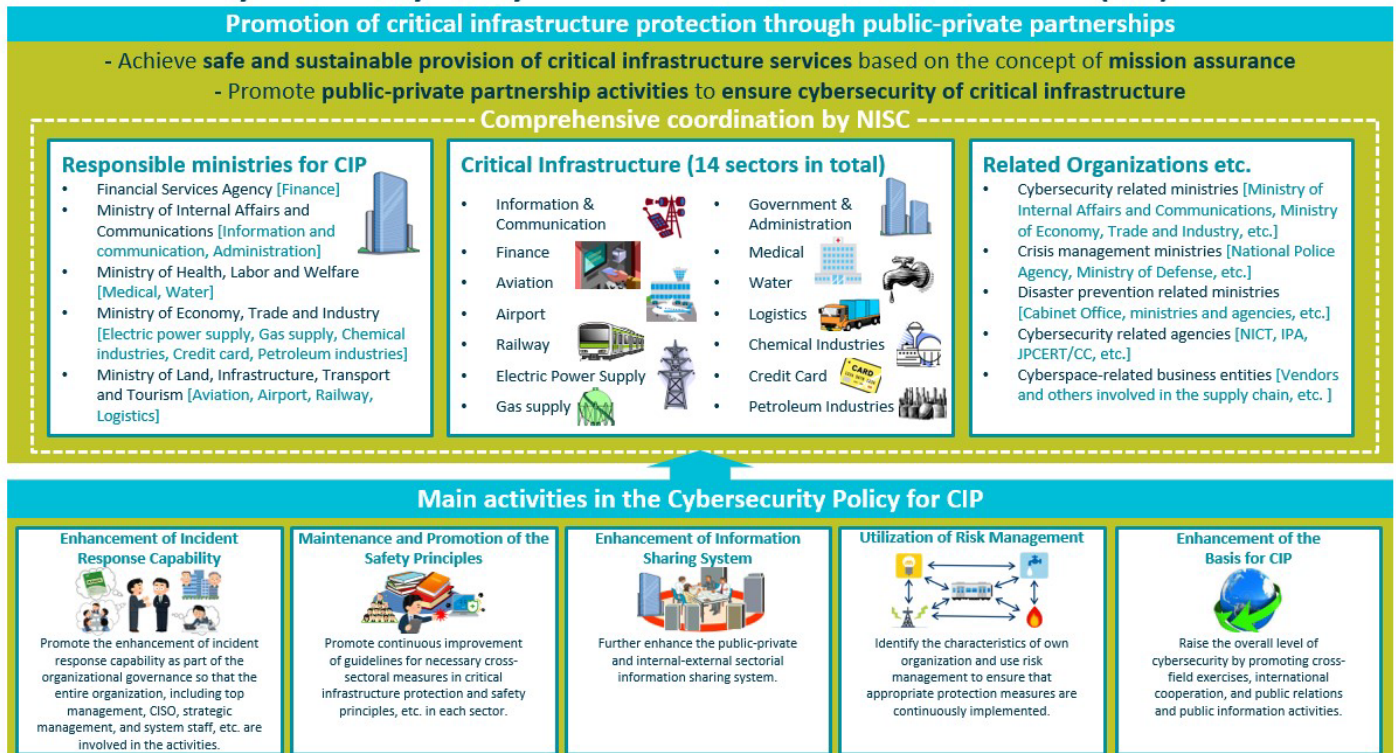 Promotion of critical infrastructure protection through public-private partnerships
- Achieve safe and sustainable provision of critical infrastructure services based on the concept of mission assurance
- Promote public-private partnership activities to ensure cybersecurity of critical infrastructure
Comprehensive coordination by NISC
Responsible ministries for CIP
• Financial Services Agency [Finance]
• Ministry of Internal Affairs and
Communications [Information and
communication, Administration]
• Ministry of Health, Labor and Welfare
[Medical, Water]
• Ministry of Economy, Trade and Industry
[Electric power supply, Gas supply, Chemical
industries, Credit card, Petroleum industries]
• Ministry of Land, Infrastructure, Transport
and Tourism [Aviation, Airport, Railway,
Logistics]
Critical Infrastructure (14 sectors in total)
• Information &
Communication
• Finance
• Aviation
• Airport
• Railway
• Electric Power Supply
• Gas supply
• Government &
Administration
• Medical
• Water
• Logistics
• Chemical Industries
• Credit Card
CARD
• Petroleum Industries
Related Organizations etc.
• Cybersecurity related ministries [Ministry of
Internal Affairs and Communications, Ministry
of Economy, Trade and Industry, etc.]
• Crisis management ministries [National Police
Agency, Ministry of Defense, etc.]
• Disaster prevention related ministries
[Cabinet Office, ministries and agencies, etc.]
• Cybersecurity related agencies [NICT, IPA,
JPCERT/CC, etc.]
• Cyberspace-related business entities [Vendors
and others involved in the supply chain, etc. ]
Main activities in the Cybersecurity Policy for CIP
Enhancement of Incident
Response Capability
Promote the enhancement of incident
response capability as part of the
organizational governance so that the
entire organization, including top
management, CISO, strategic
management, and system staff, etc. are
involved in the activities.
Maintenance and Promotion of the
Safety Principles
Promote continuous improvement
of guidelines for necessary cross-
sectoral measures in critical
infrastructure protection and safety
principles, etc. in each sector.
Enhancement of Information
Sharing System
Further enhance the public-private
and internal-external sectorial
information sharing system.
Utilization of Risk Management
Identify the characteristics of own
organization and use risk
management to ensure that
appropriate protection measures are
continuously implemented.
Enhancement of the
Basis for CIP
Raise the overall level of
cybersecurity by promoting cross-
field exercises, international
cooperation, and public relations
and public information activities.